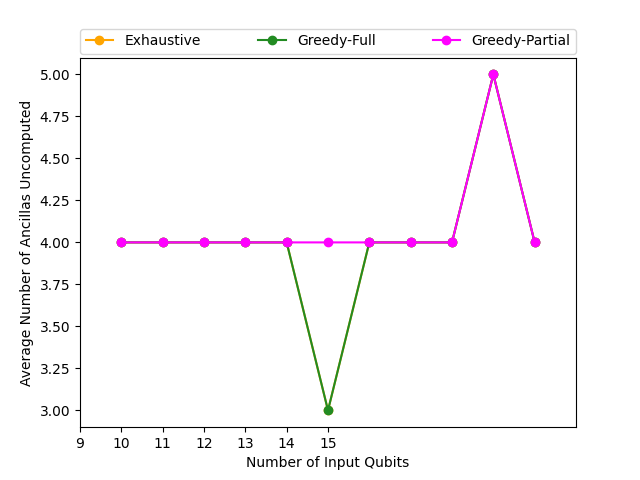 Exhaustive Greedy-Full Greedy-Partial
5.00
4.75
4.50
4.25
4.00
3.75
3.50
3.25
3.00
Average Number of Ancillas Uncomputed
9 10 11 12 13 14 15
Number of Input Qubits